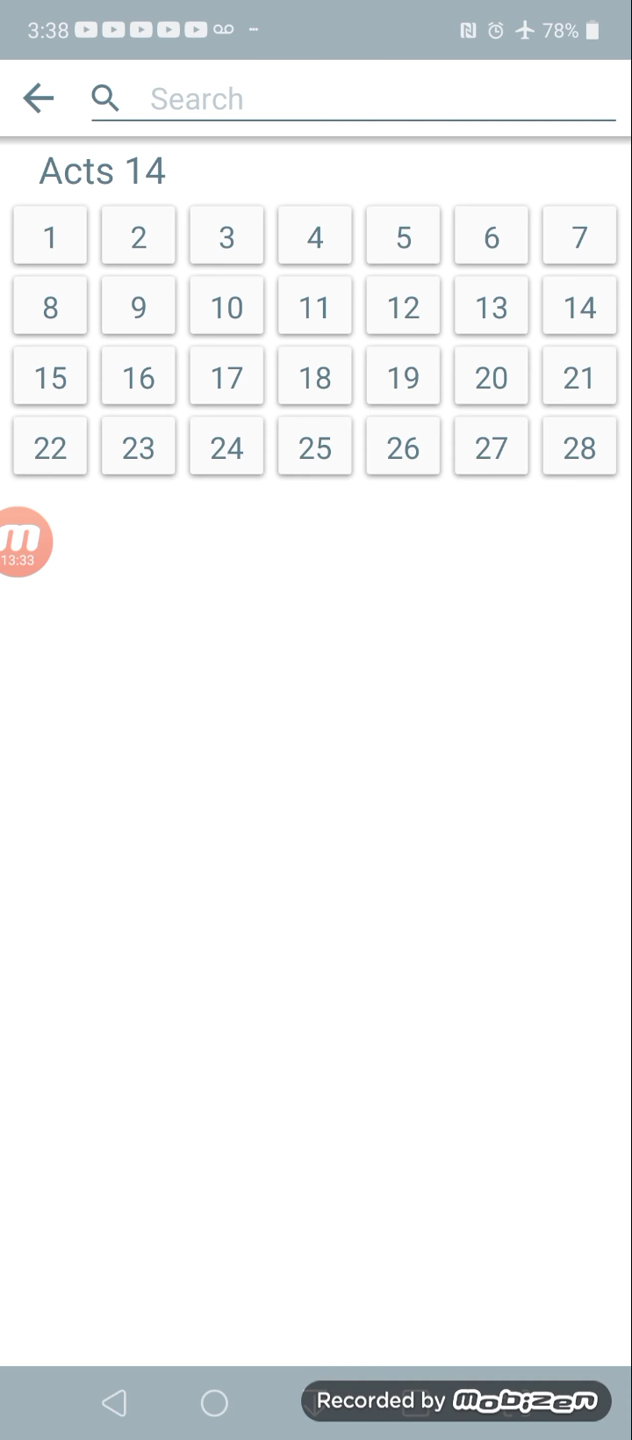 3:38 78%
Search
Acts 14
1 2 3 4 5 6 7
8 9 10 11 12 13 14
15 16 17 18 19 20 21
22 23 24 25 26 27 28
m
13:33
Recorded by mobizen